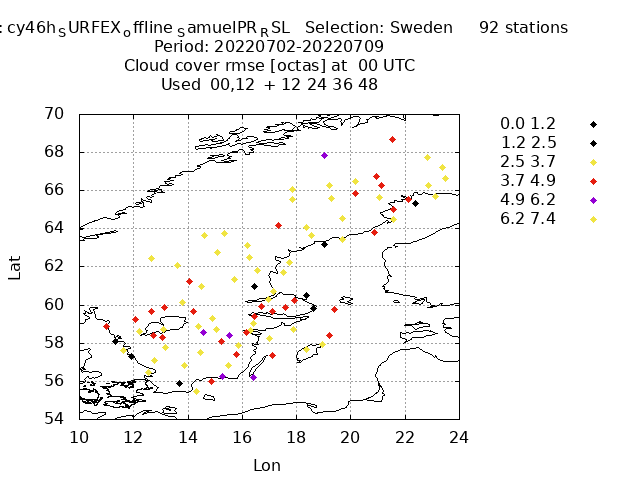 : cy46h_SURFEX_offline_SamuelPR_RSL Selection: Sweden 92 stations
Period: 20220702-20220709
Cloud cover rmse [octas] at 00 UTC
Used 00,12 + 12 24 36 48
70
68
66
64
62
60
58
56
54
10 12 14 16 18 20 22 24
Lat
Lon
0.0 1.2
1.2 2.5
2.5 3.7
3.7 4.9
4.9 6.2
6.2 7.4